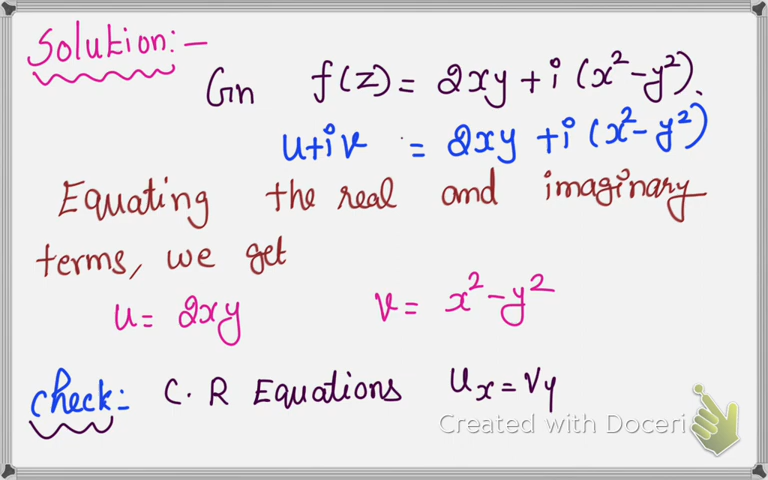 Solution:-
Gn f(z) = 2xy + i (x² - y²).
u+iv = 2xy + i (x² - y²)
Equating the real and imaginary
terms, we get
u = 2xy v = x² - y²
Check:- C.R Equations ux = vy
Created with Doceri